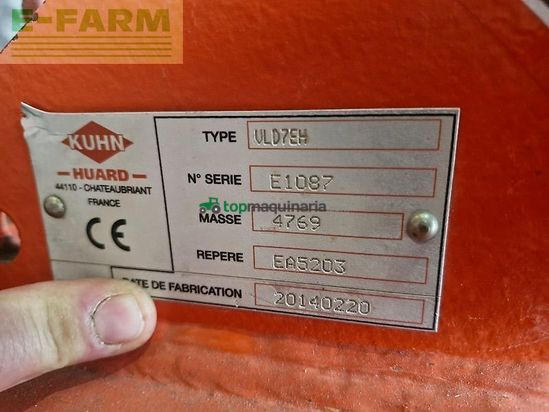 E-FARM
KUHN
HUARD
44110 - CHATEAUBRIANT
FRANCE
CE
TYPE VLD7EH
N° SERIE E1087
topmaquinaria
MASSE 4769
REPERE EA5203
DATE DE FABRICATION 20140220